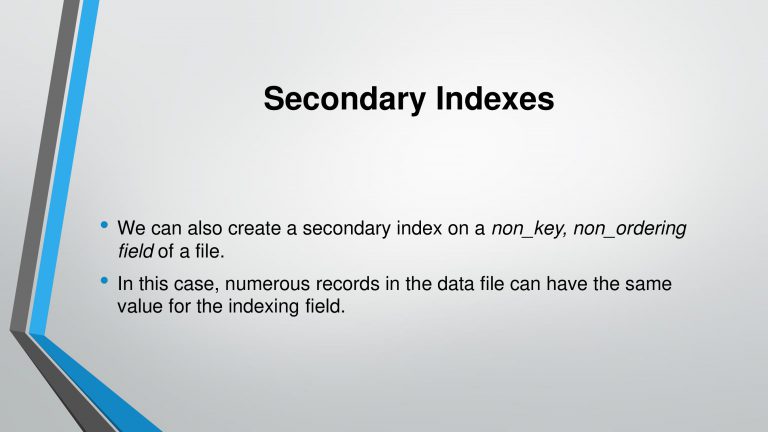 Secondary Indexes
• We can also create a secondary index on a non_key, non_ordering
field of a file.
• In this case, numerous records in the data file can have the same
value for the indexing field.